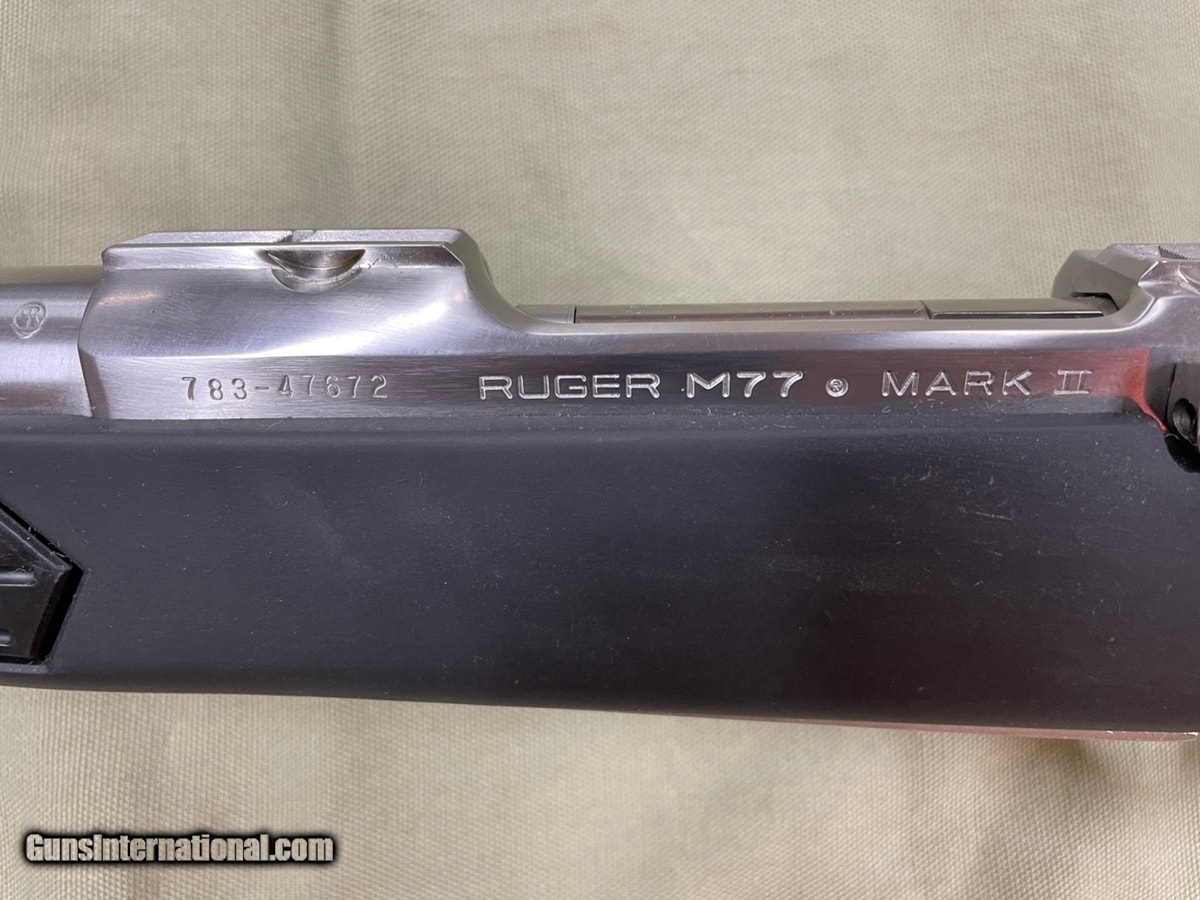 783-47672 RUGER M77 ® MARK II
GunsInternational.com